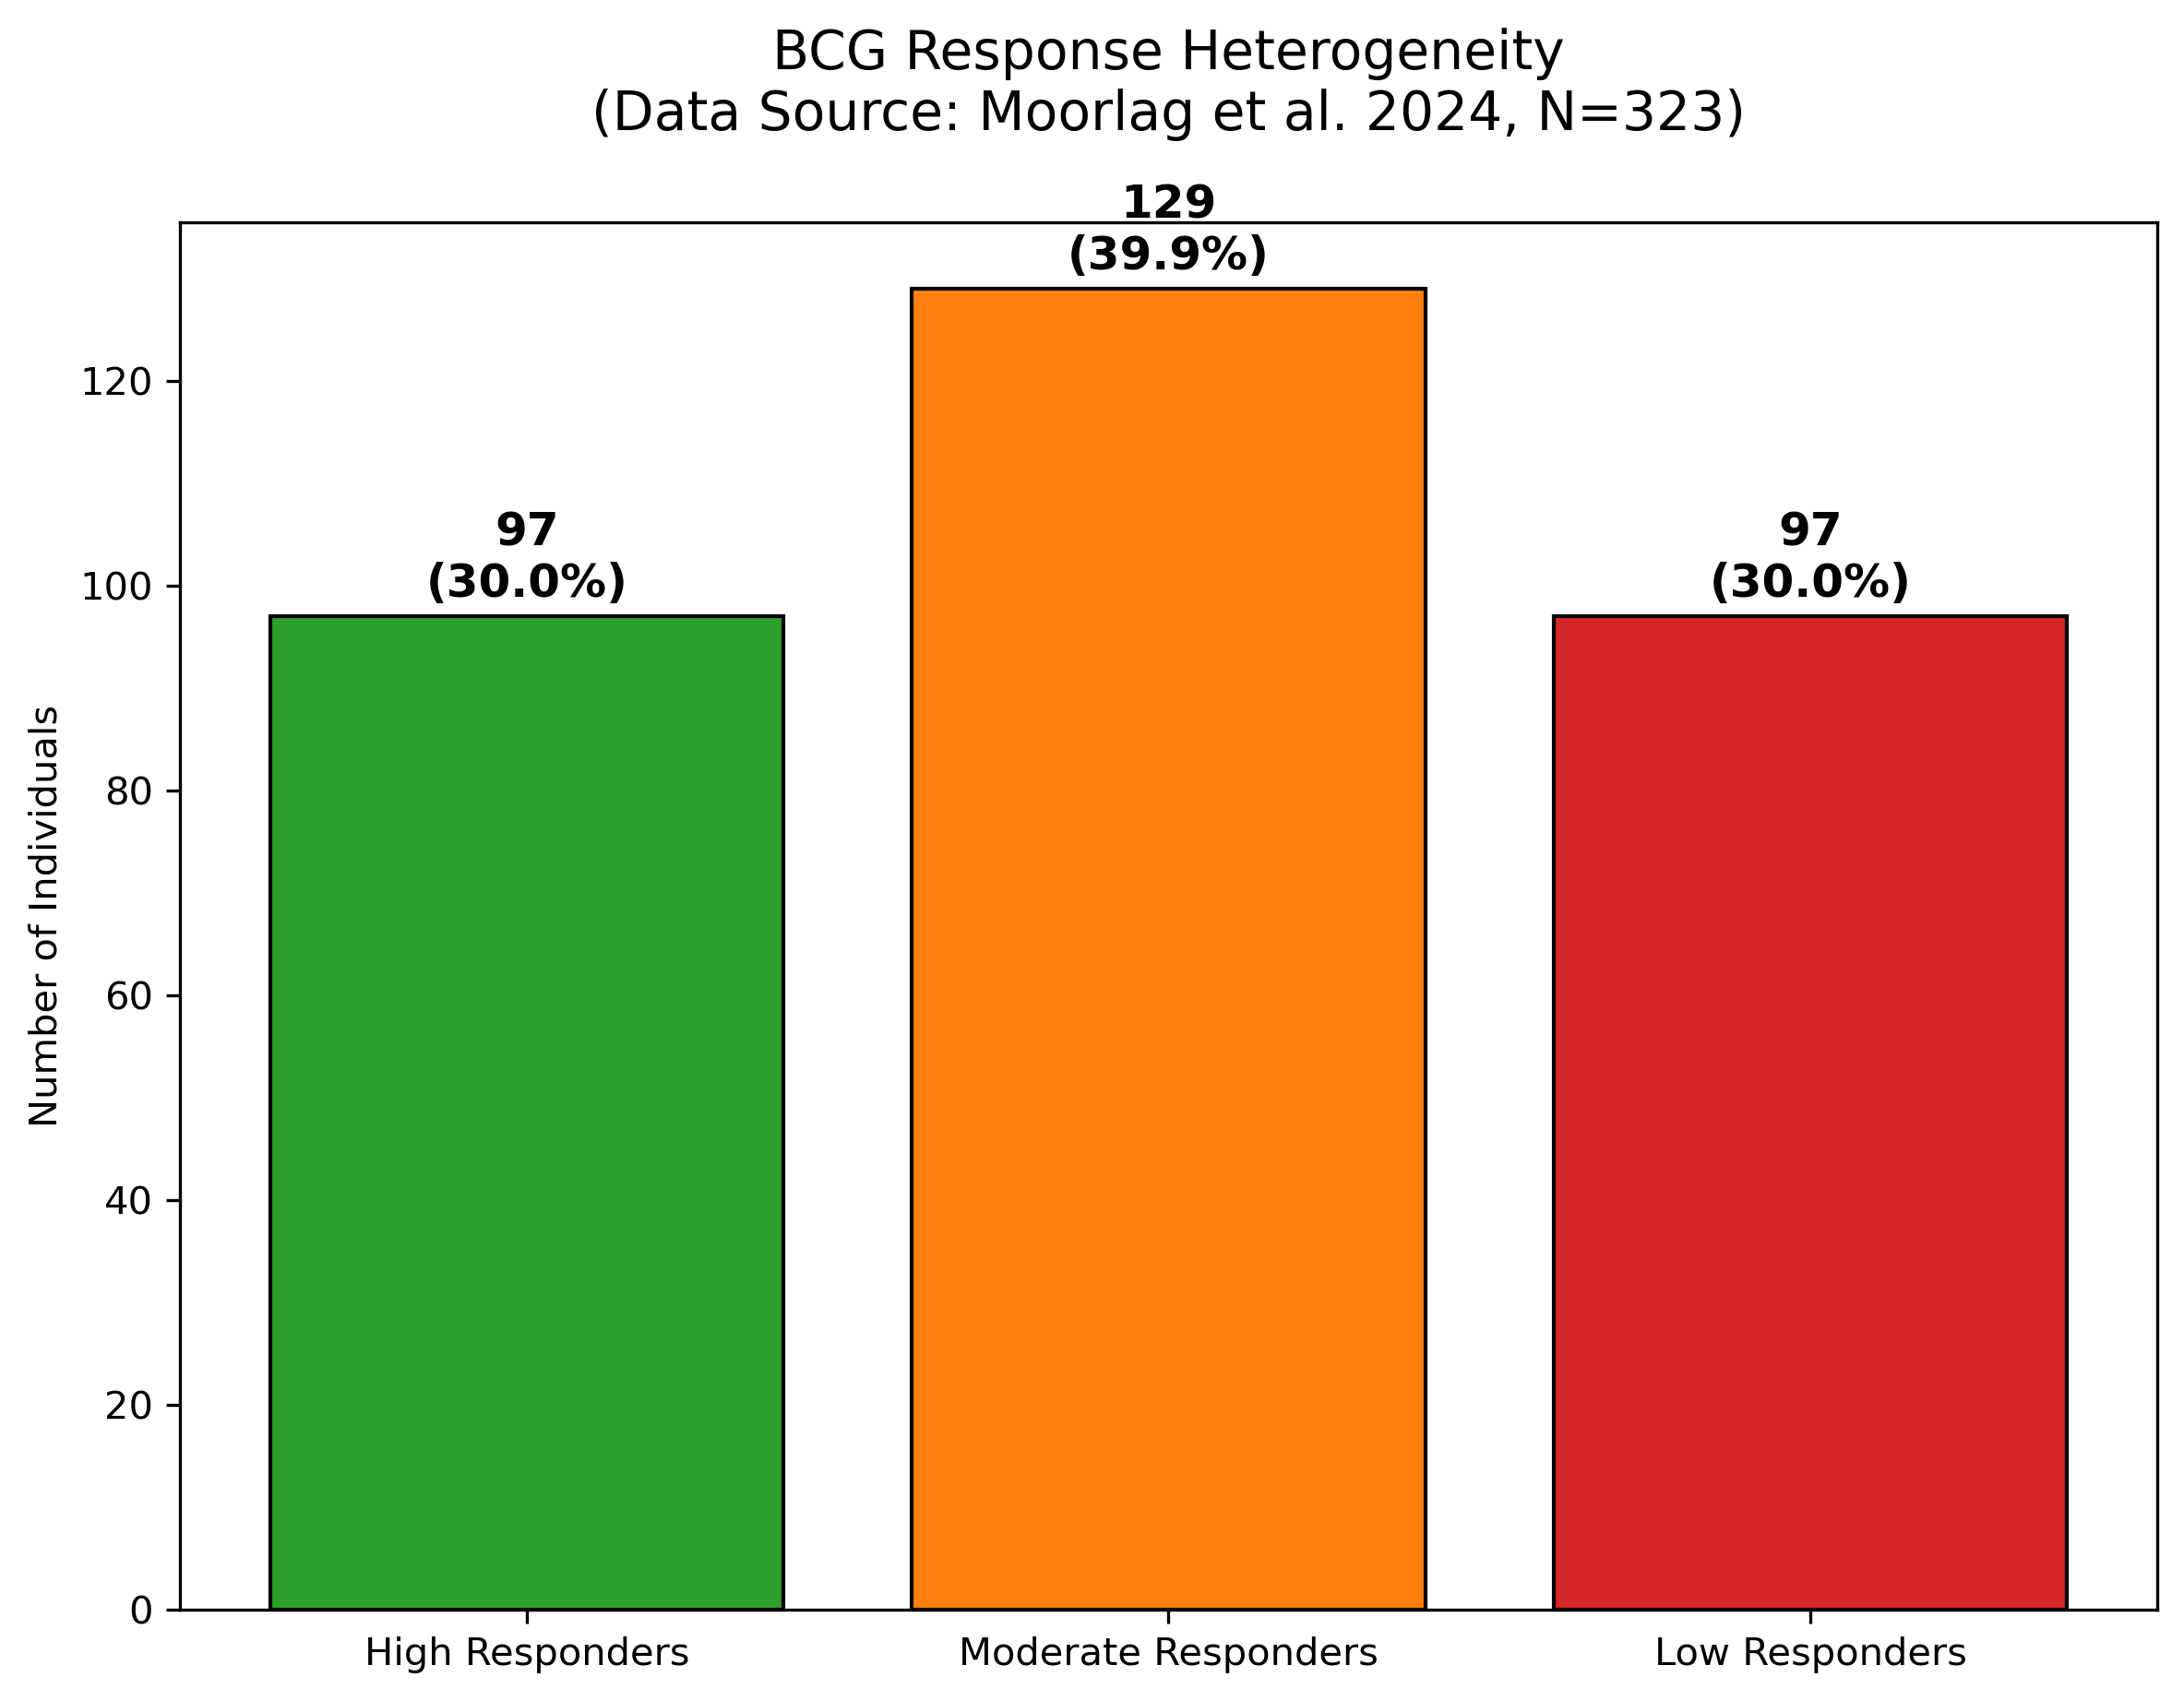 BCG Response Heterogeneity
(Data Source: Moorlag et al. 2024, N=323)
129
(39.9%)
97
(30.0%)
97
(30.0%)
120
100
80
60
40
20
0
Number of Individuals
High Responders
Moderate Responders
Low Responders